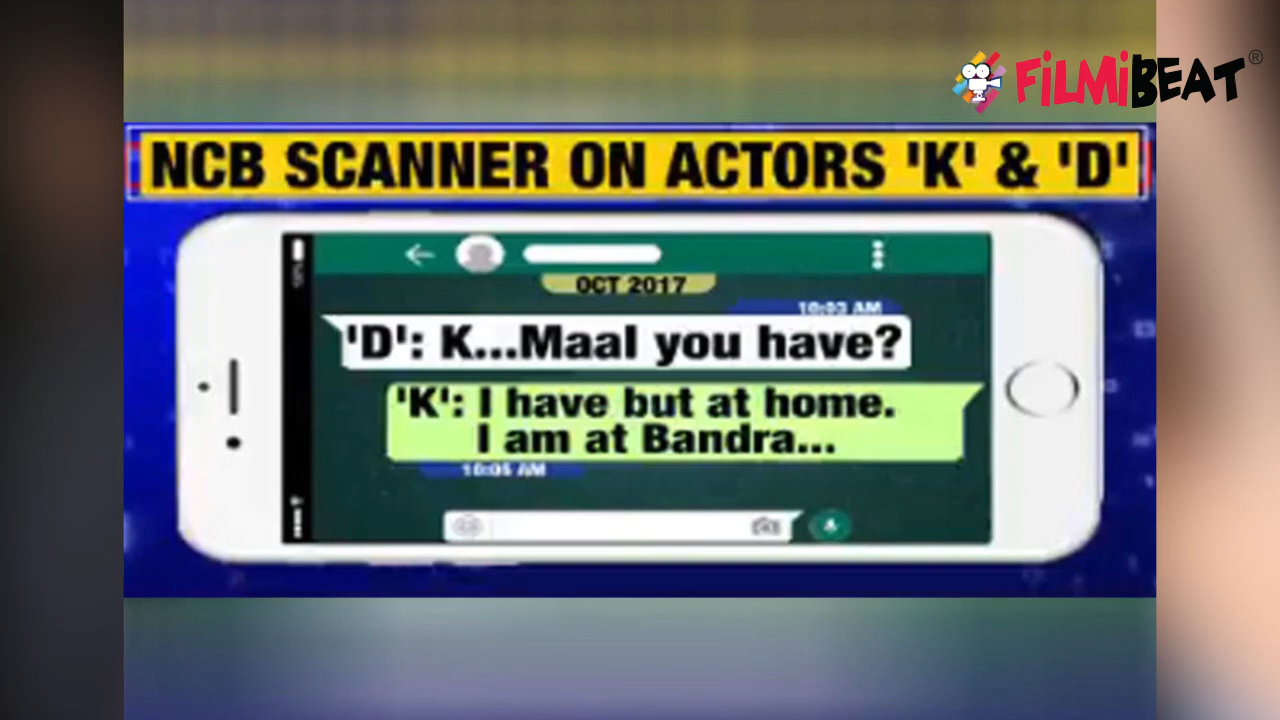 FiLMiBEAT®
NCB SCANNER ON ACTORS 'K' & 'D'
OCT 2017
10:03 AM
'D': K...Maal you have?
'K': I have but at home.
I am at Bandra...
10:05 AM